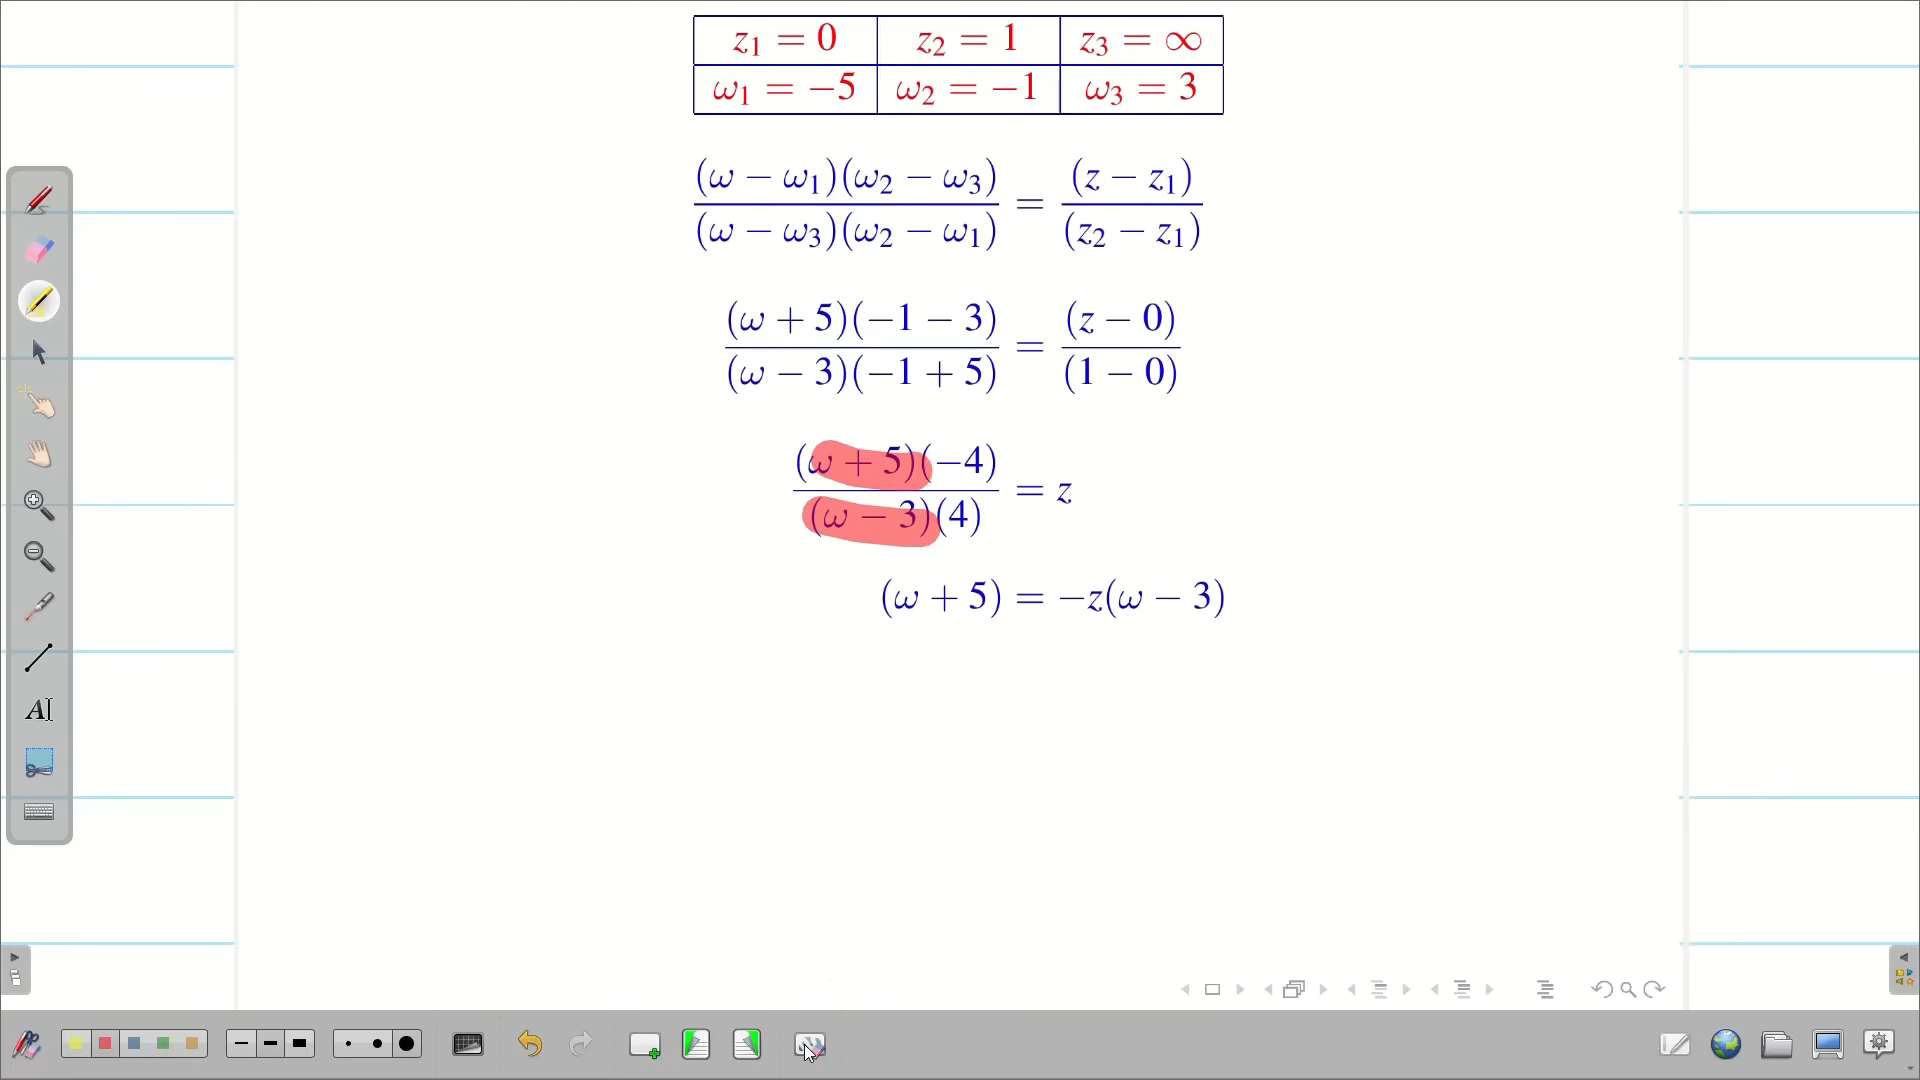 z₁ = 0 z₂ = 1 z₃ = ∞
ω₁ = −5 ω₂ = −1 ω₃ = 3
(ω − ω₁)(ω₂ − ω₃) / (ω − ω₃)(ω₂ − ω₁) = (z − z₁) / (z₂ − z₁)
(ω + 5)(−1 − 3) / (ω − 3)(−1 + 5) = (z − 0) / (1 − 0)
(ω + 5)(−4) / (ω − 3)(4) = z
(ω + 5) = −z(ω − 3)